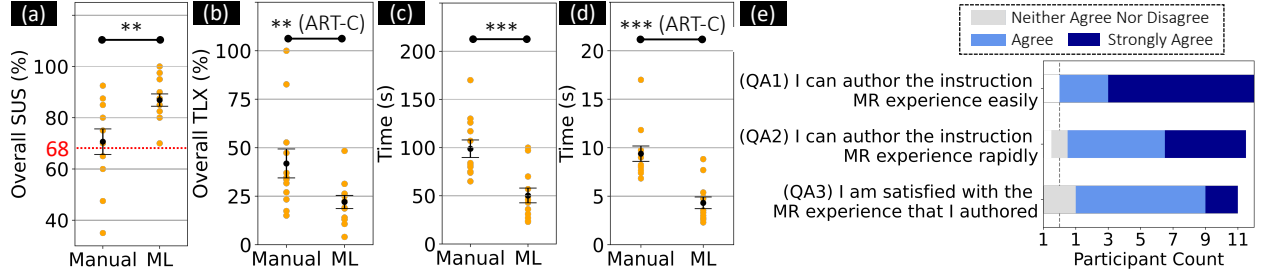 (a)
**
Overall SUS (%)
100
80
68
60
40
Manual ML
(b)
** (ART-C)
Overall TLX (%)
100
75
50
25
0
Manual ML
(c)
***
Time (s)
200
150
100
50
0
Manual ML
(d)
*** (ART-C)
Time (s)
20
15
10
5
0
Manual ML
(e)
Neither Agree Nor Disagree
Agree Strongly Agree
(QA1) I can author the instruction
MR experience easily
(QA2) I can author the instruction
MR experience rapidly
(QA3) I am satisfied with the
MR experience that I authored
1 1 3 5 7 9 11
Participant Count